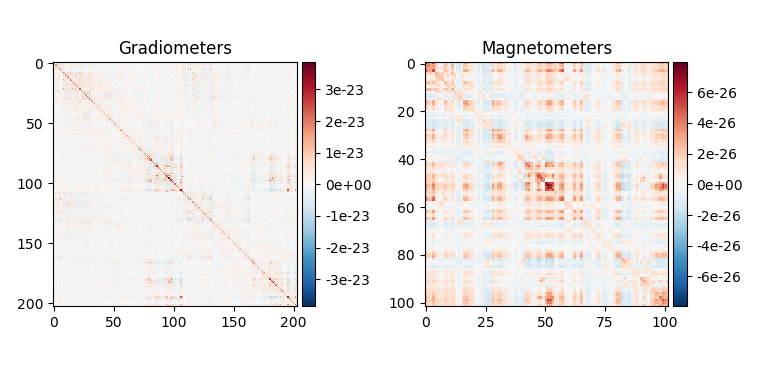 Gradiometers
0
50
100
150
200
0
50
100
150
200
3e-23
2e-23
1e-23
0e+00
-1e-23
-2e-23
-3e-23
Magnetometers
0
20
40
60
80
100
0
25
50
75
100
6e-26
4e-26
2e-26
0e+00
-2e-26
-4e-26
-6e-26